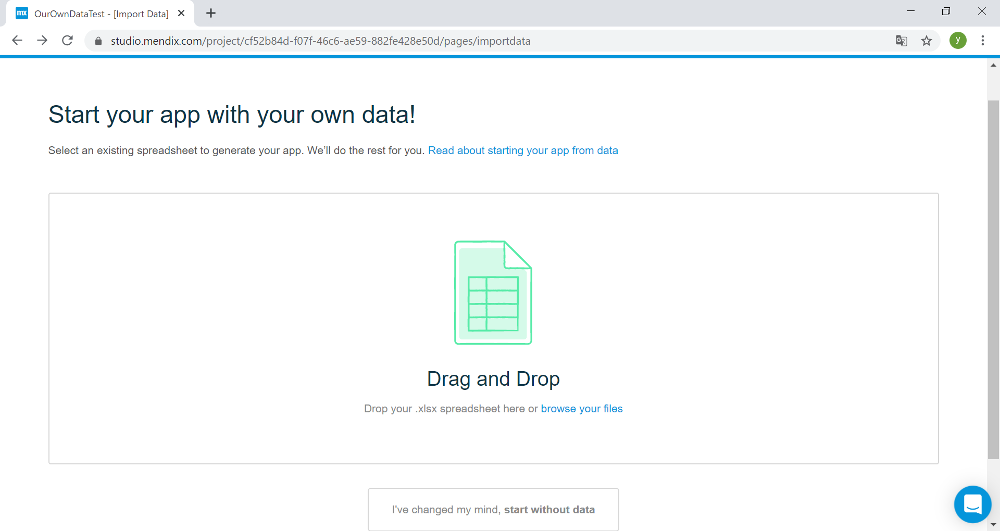 mx OurOwnDataTest - [Import Data]
studio.mendix.com/project/cf52b84d-f07f-46c6-ae59-882fe428e50d/pages/importdata
y
Start your app with your own data!
Select an existing spreadsheet to generate your app. We’ll do the rest for you. Read about starting your app from data
Drag and Drop
Drop your .xlsx spreadsheet here or browse your files
I've changed my mind, start without data